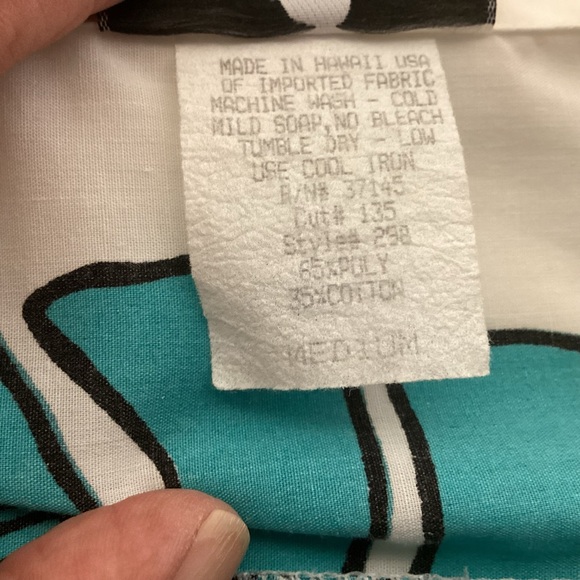 MADE IN HAWAII USA
OF IMPORTED FABRIC
MACHINE WASH - COLD
MILD SOAP,NO BLEACH
TUMBLE DRY - LOW
USE COOL IRON
R/N# 37145
Cut# 135
Style# 298
65%POLY
35%COTTON
MEDIUM